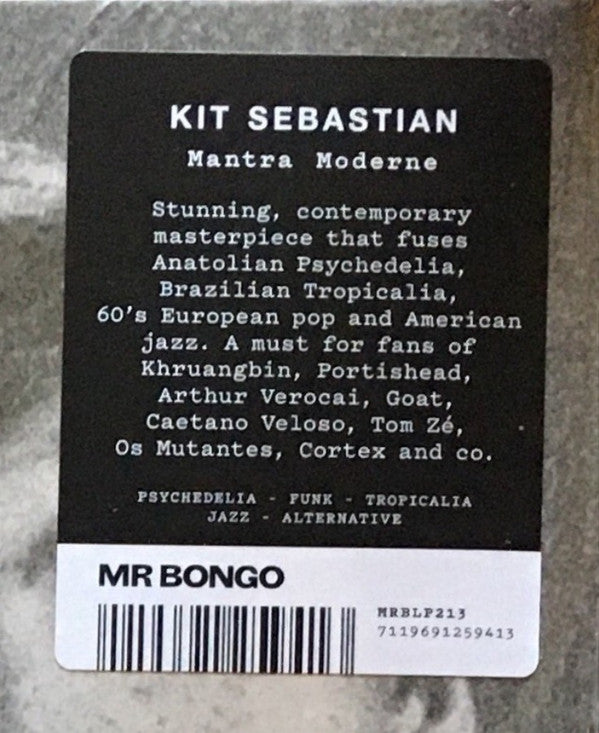 KIT SEBASTIAN
Mantra Moderne
Stunning, contemporary
masterpiece that fuses
Anatolian Psychedelia,
Brazilian Tropicalia,
60's European pop and American
jazz. A must for fans of
Khruangbin, Portishead,
Arthur Verocai, Goat,
Caetano Veloso, Tom Zé,
Os Mutantes, Cortex and co.
PSYCHEDELIA - FUNK - TROPICALIA
JAZZ - ALTERNATIVE
MR BONGO
MRBLP213
7119691259413